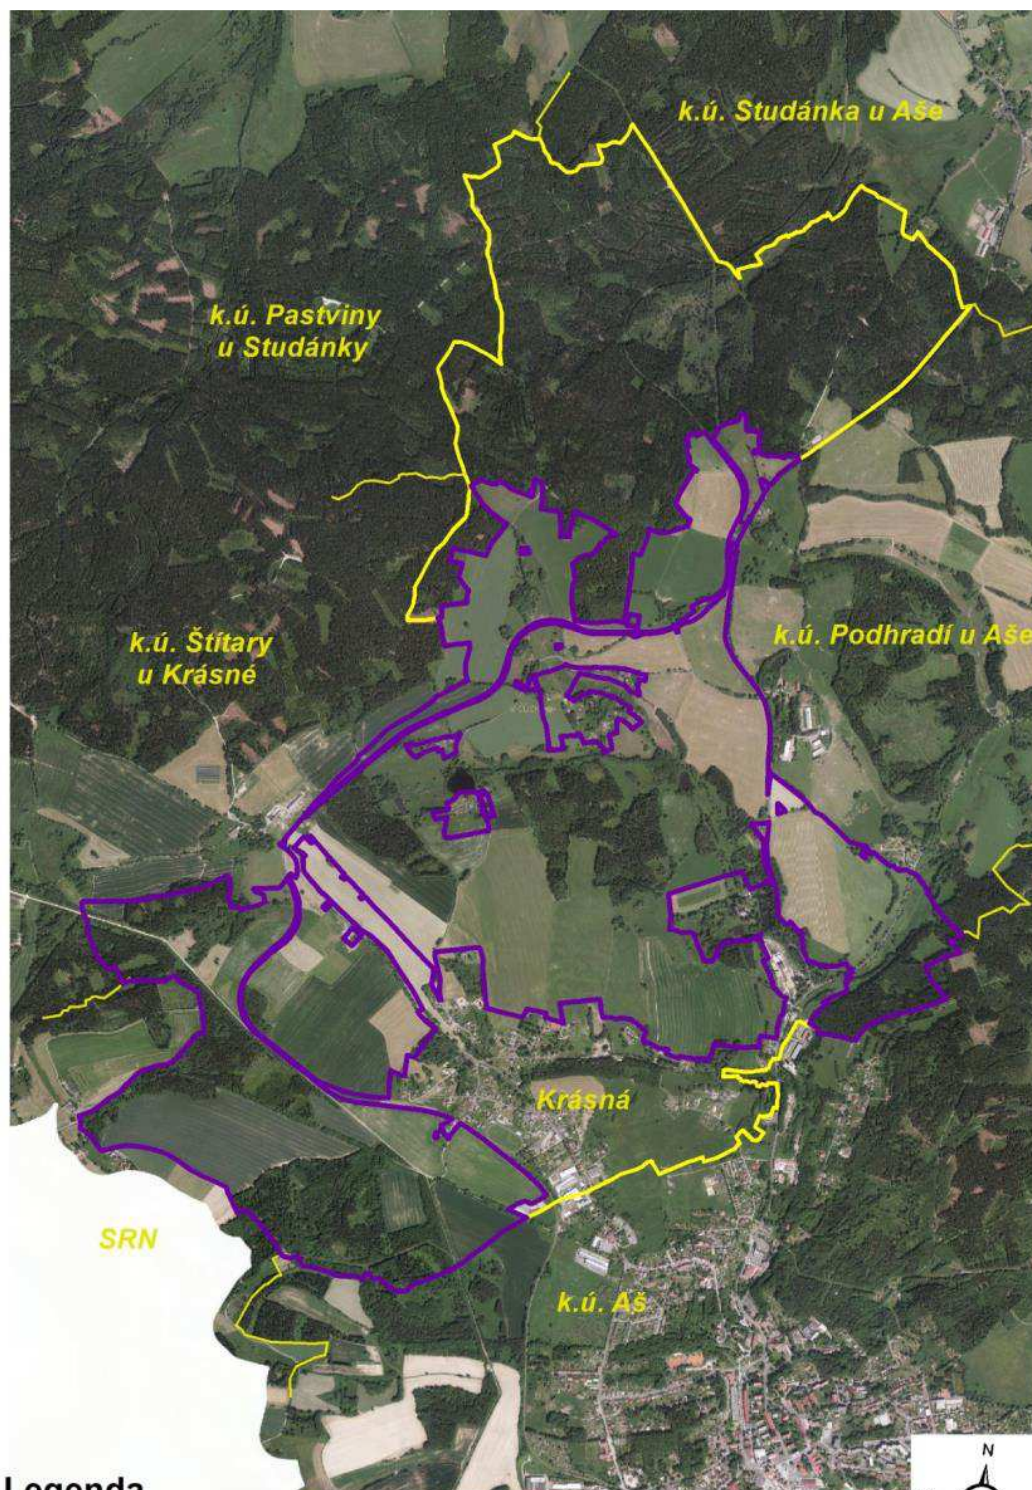 k.ú. Studánka u Aše
k.ú. Pastviny
u Studánky
k.ú. Štítary
u Krásné
k.ú. Podhradí u Aše
Krásná
SRN
k.ú. Aš
N
Legenda